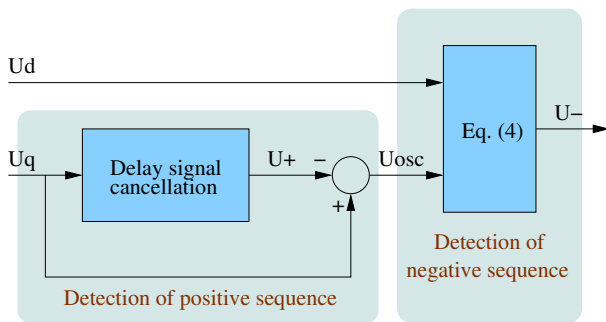 Ud
Uq
Delay signal
cancellation
U+
−
+
Uosc
Eq. (4)
U−
Detection of positive sequence
Detection of
negative sequence